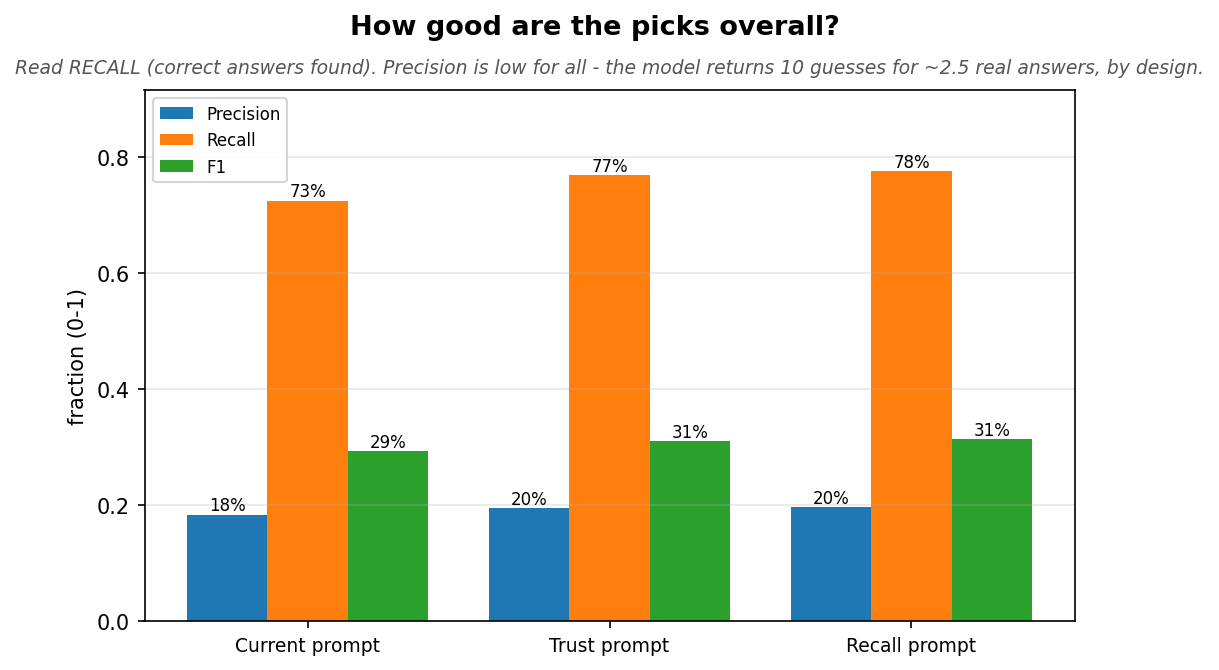 How good are the picks overall?
Read RECALL (correct answers found). Precision is low for all - the model returns 10 guesses for ~2.5 real answers, by design.
Precision
Recall
F1
fraction (0-1)
0.8
0.6
0.4
0.2
0.0
18%
73%
29%
20%
77%
31%
20%
78%
31%
Current prompt
Trust prompt
Recall prompt